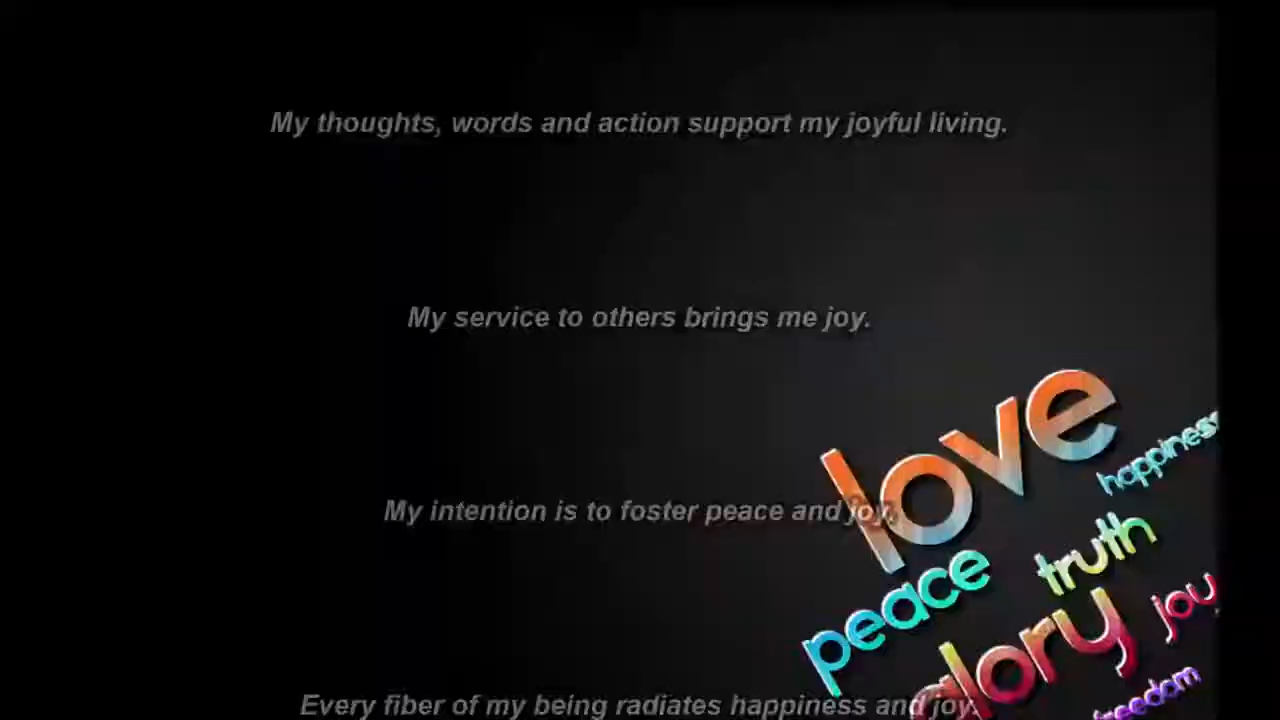 My thoughts, words and action support my joyful living.
My service to others brings me joy.
love
happiness
My intention is to foster peace and joy.
truth
peace
joy
glory
freedom
Every fiber of my being radiates happiness and joy.